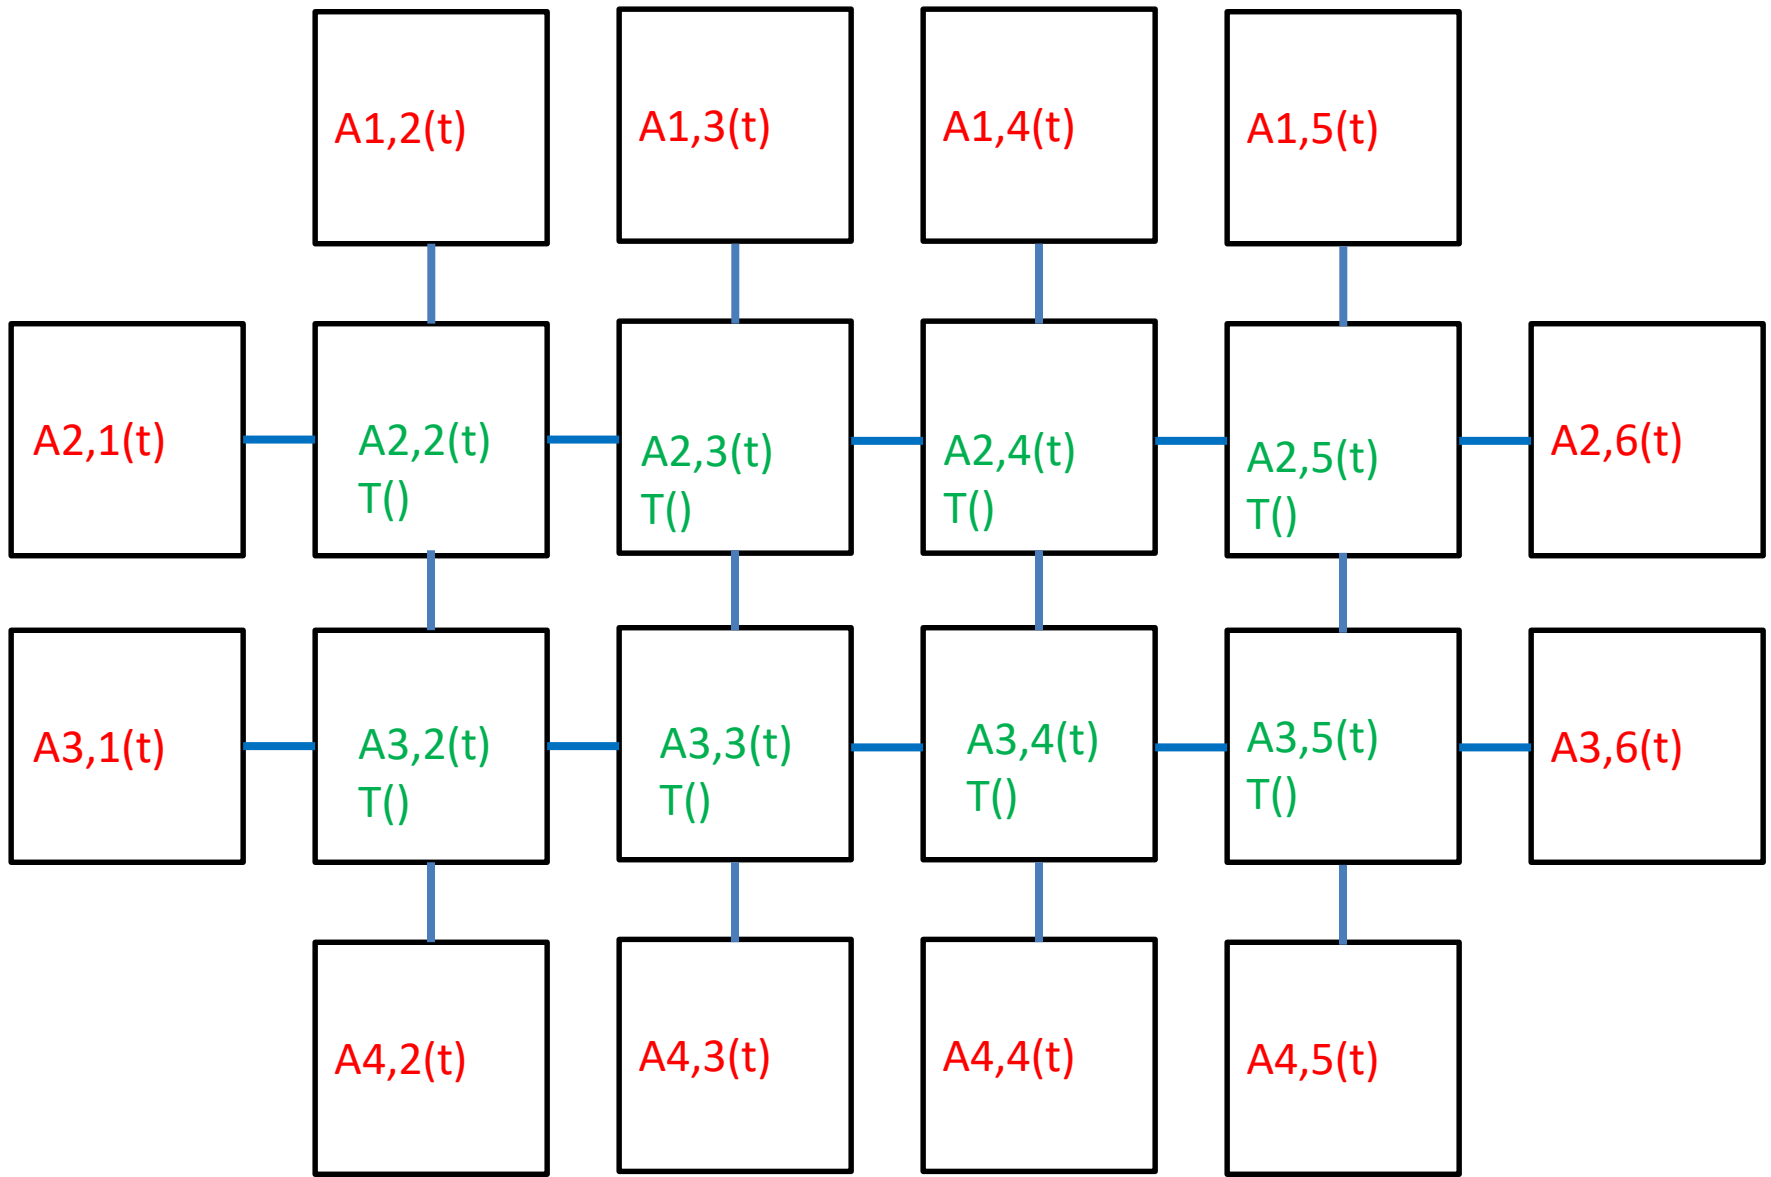 A1,2(t)
A1,3(t)
A1,4(t)
A1,5(t)
A2,1(t)
A2,2(t)
T()
A2,3(t)
T()
A2,4(t)
T()
A2,5(t)
T()
A2,6(t)
A3,1(t)
A3,2(t)
T()
A3,3(t)
T()
A3,4(t)
T()
A3,5(t)
T()
A3,6(t)
A4,2(t)
A4,3(t)
A4,4(t)
A4,5(t)